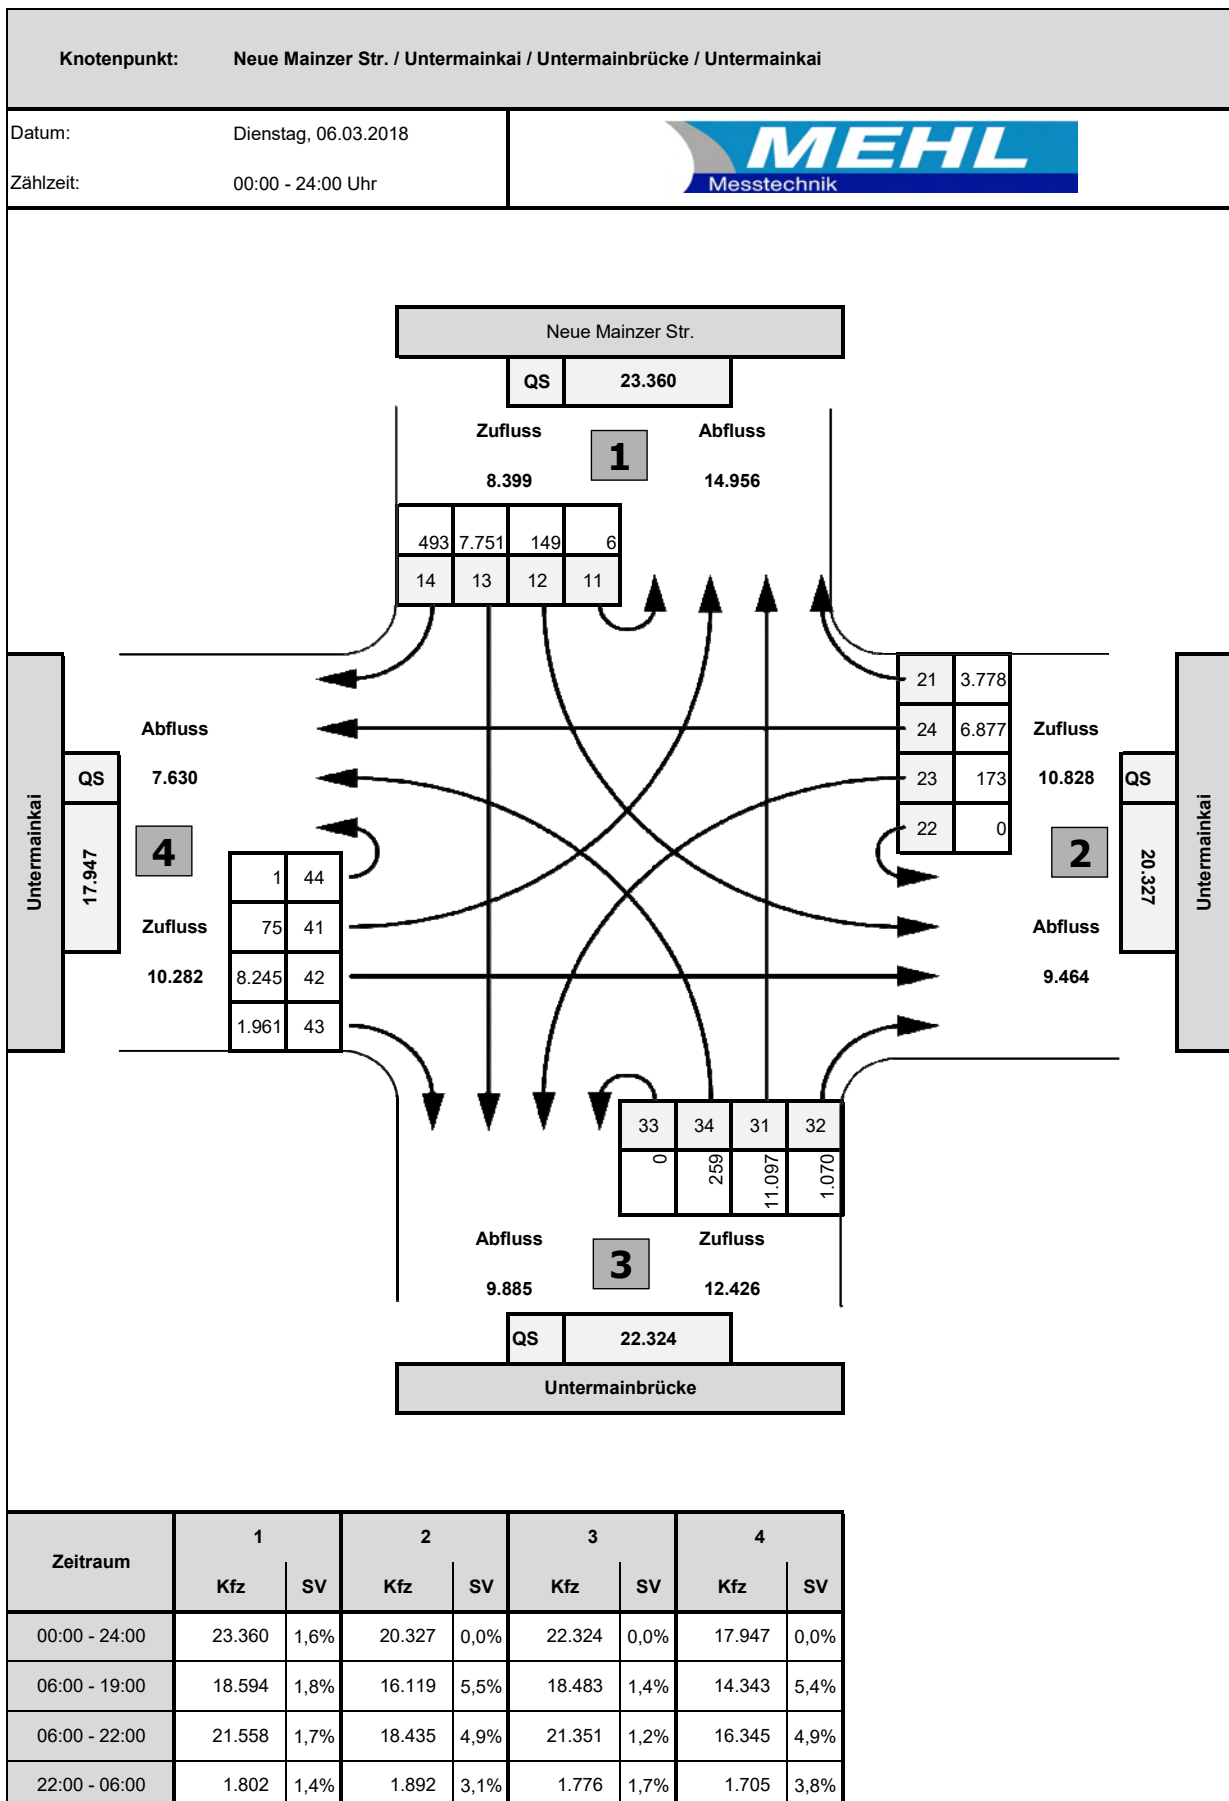 Knotenpunkt: Neue Mainzer Str. / Untermainkai / Untermainbrücke / Untermainkai
Datum: Dienstag, 06.03.2018
Zählzeit: 00:00 - 24:00 Uhr
MEHL
Messtechnik
Neue Mainzer Str.
QS 23.360
Zufluss 1 Abfluss
8.399 14.956
493 7.751 149 6
14 13 12 11
21 3.778
24 6.877
23 173
22 0
Zufluss
10.828
QS
20.327
2
Abfluss
9.464
Untermainkai
Untermainkai
QS
17.947
Abfluss
7.630
4
Zufluss
10.282
1 44
75 41
8.245 42
1.961 43
33 34 31 32
0 259 11.097 1.070
Abfluss 3 Zufluss
9.885 12.426
QS 22.324
Untermainbrücke
Zeitraum 1 2 3 4
Kfz SV Kfz SV Kfz SV Kfz SV
00:00 - 24:00 23.360 1,6% 20.327 0,0% 22.324 0,0% 17.947 0,0%
06:00 - 19:00 18.594 1,8% 16.119 5,5% 18.483 1,4% 14.343 5,4%
06:00 - 22:00 21.558 1,7% 18.435 4,9% 21.351 1,2% 16.345 4,9%
22:00 - 06:00 1.802 1,4% 1.892 3,1% 1.776 1,7% 1.705 3,8%